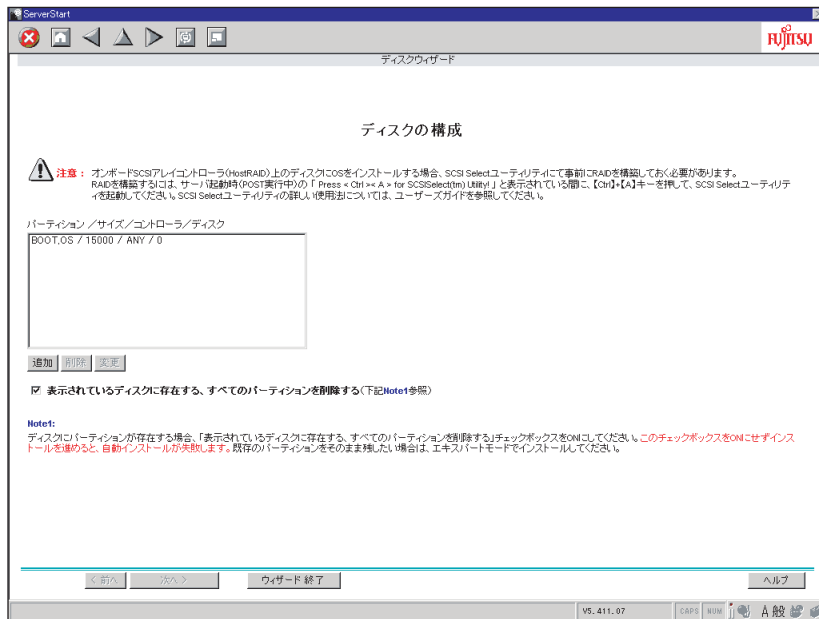 ServerStart
FUJITSU
ディスクウィザード
ディスクの構成
注意： オンボードSCSIアレイコントローラ(HostRAID)上のディスクにOSをインストールする場合、SCSI Selectユーティリティにて事前にRAIDを構築しておく必要があります。
RAIDを構築するには、サーバ起動時(POST実行中)の「 Press < Ctrl >< A > for SCSISelect(tm) Utility! 」と表示されている間に、【Ctrl】+【A】キーを押して、SCSI Selectユーティリテ
ィを起動してください。SCSI Selectユーティリティの詳しい使用法については、ユーザーズガイドを参照してください。
パーティション ／サイズ／コントローラ／ディスク
BOOT,OS / 15000 / ANY / 0
追加 削除 変更
表示されているディスクに存在する、すべてのパーティションを削除する(下記Note1参照)
Note1:
ディスクにパーティションが存在する場合、「表示されているディスクに存在する、すべてのパーティションを削除する」チェックボックスをONにしてください。このチェックボックスをONにせずインス
トールを進めると、自動インストールが失敗します。既存のパーティションをそのまま残したい場合は、エキスパートモードでインストールしてください。
< 前へ 次へ > ウィザード 終了 ヘルプ
V5.411.07 CAPS NUM A 般